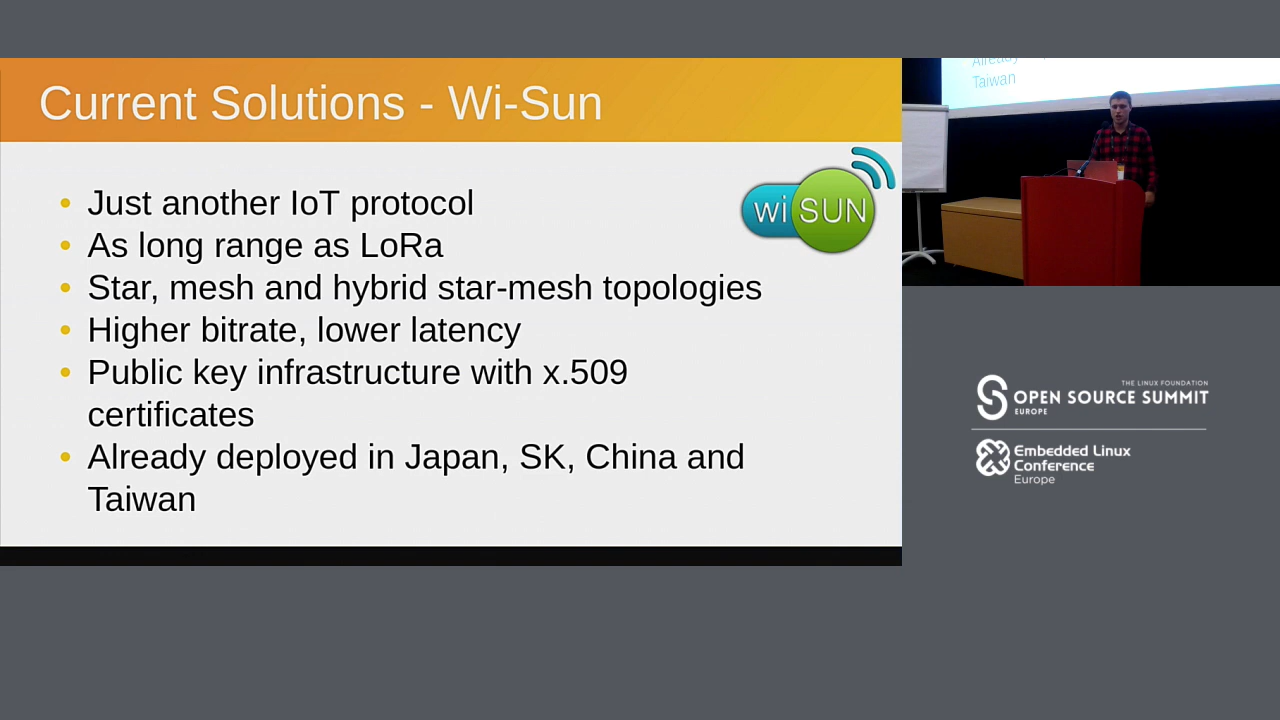 Current Solutions - Wi-Sun
Just another IoT protocol
As long range as LoRa
Star, mesh and hybrid star-mesh topologies
Higher bitrate, lower latency
Public key infrastructure with x.509
certificates
Already deployed in Japan, SK, China and
Taiwan
wi SUN
Already
Taiwan
THE LINUX FOUNDATION
OPEN SOURCE SUMMIT
EUROPE
Embedded Linux
Conference
Europe